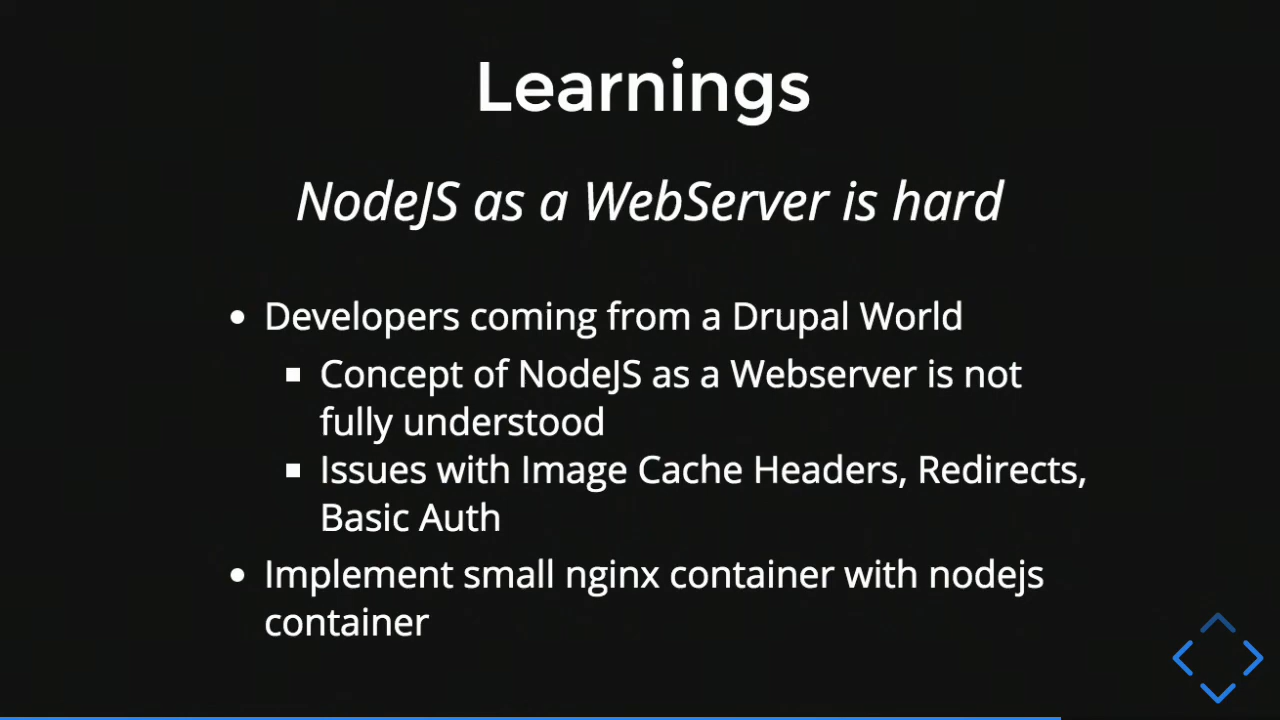 Learnings
NodeJS as a WebServer is hard
Developers coming from a Drupal World
Concept of NodeJS as a Webserver is not
fully understood
Issues with Image Cache Headers, Redirects,
Basic Auth
Implement small nginx container with nodejs
container